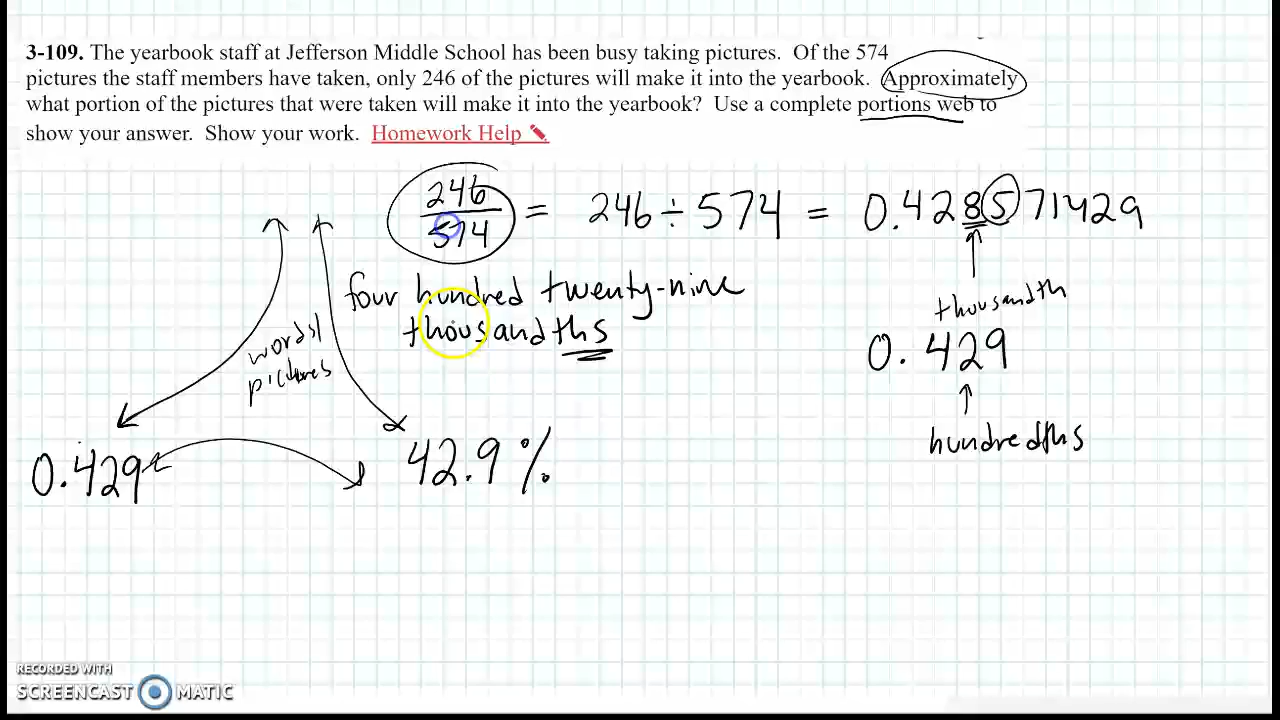 3-109. The yearbook staff at Jefferson Middle School has been busy taking pictures. Of the 574
pictures the staff members have taken, only 246 of the pictures will make it into the yearbook. Approximately
what portion of the pictures that were taken will make it into the yearbook? Use a complete portions web to
show your answer. Show your work. Homework Help
246
574
= 246 ÷ 574 = 0.428571429
four hundred twenty-nine
thousandths
thousandth
0.429
hundredths
words/
pictures
0.429
42.9%
RECORDED WITH
SCREENCAST MATIC